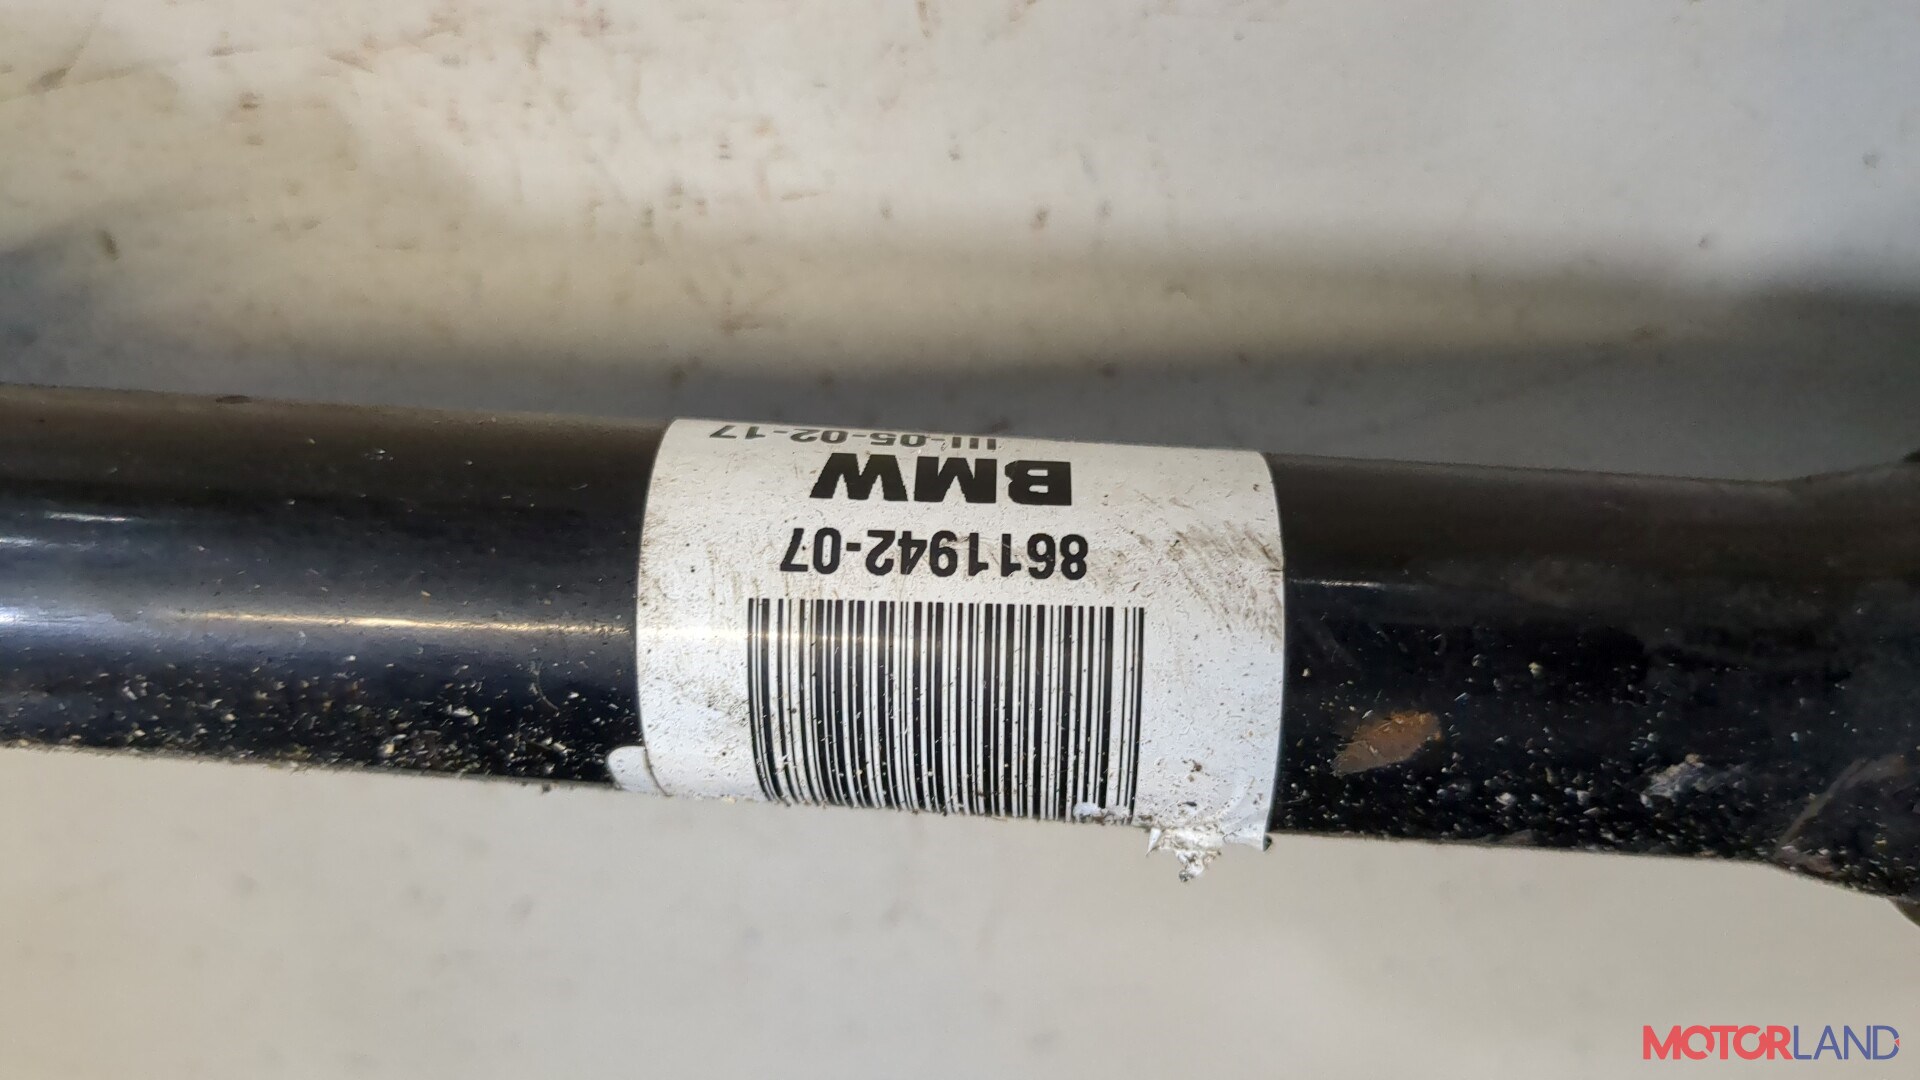 8611942-07
BMW
III-05-02-17
MOTORLAND